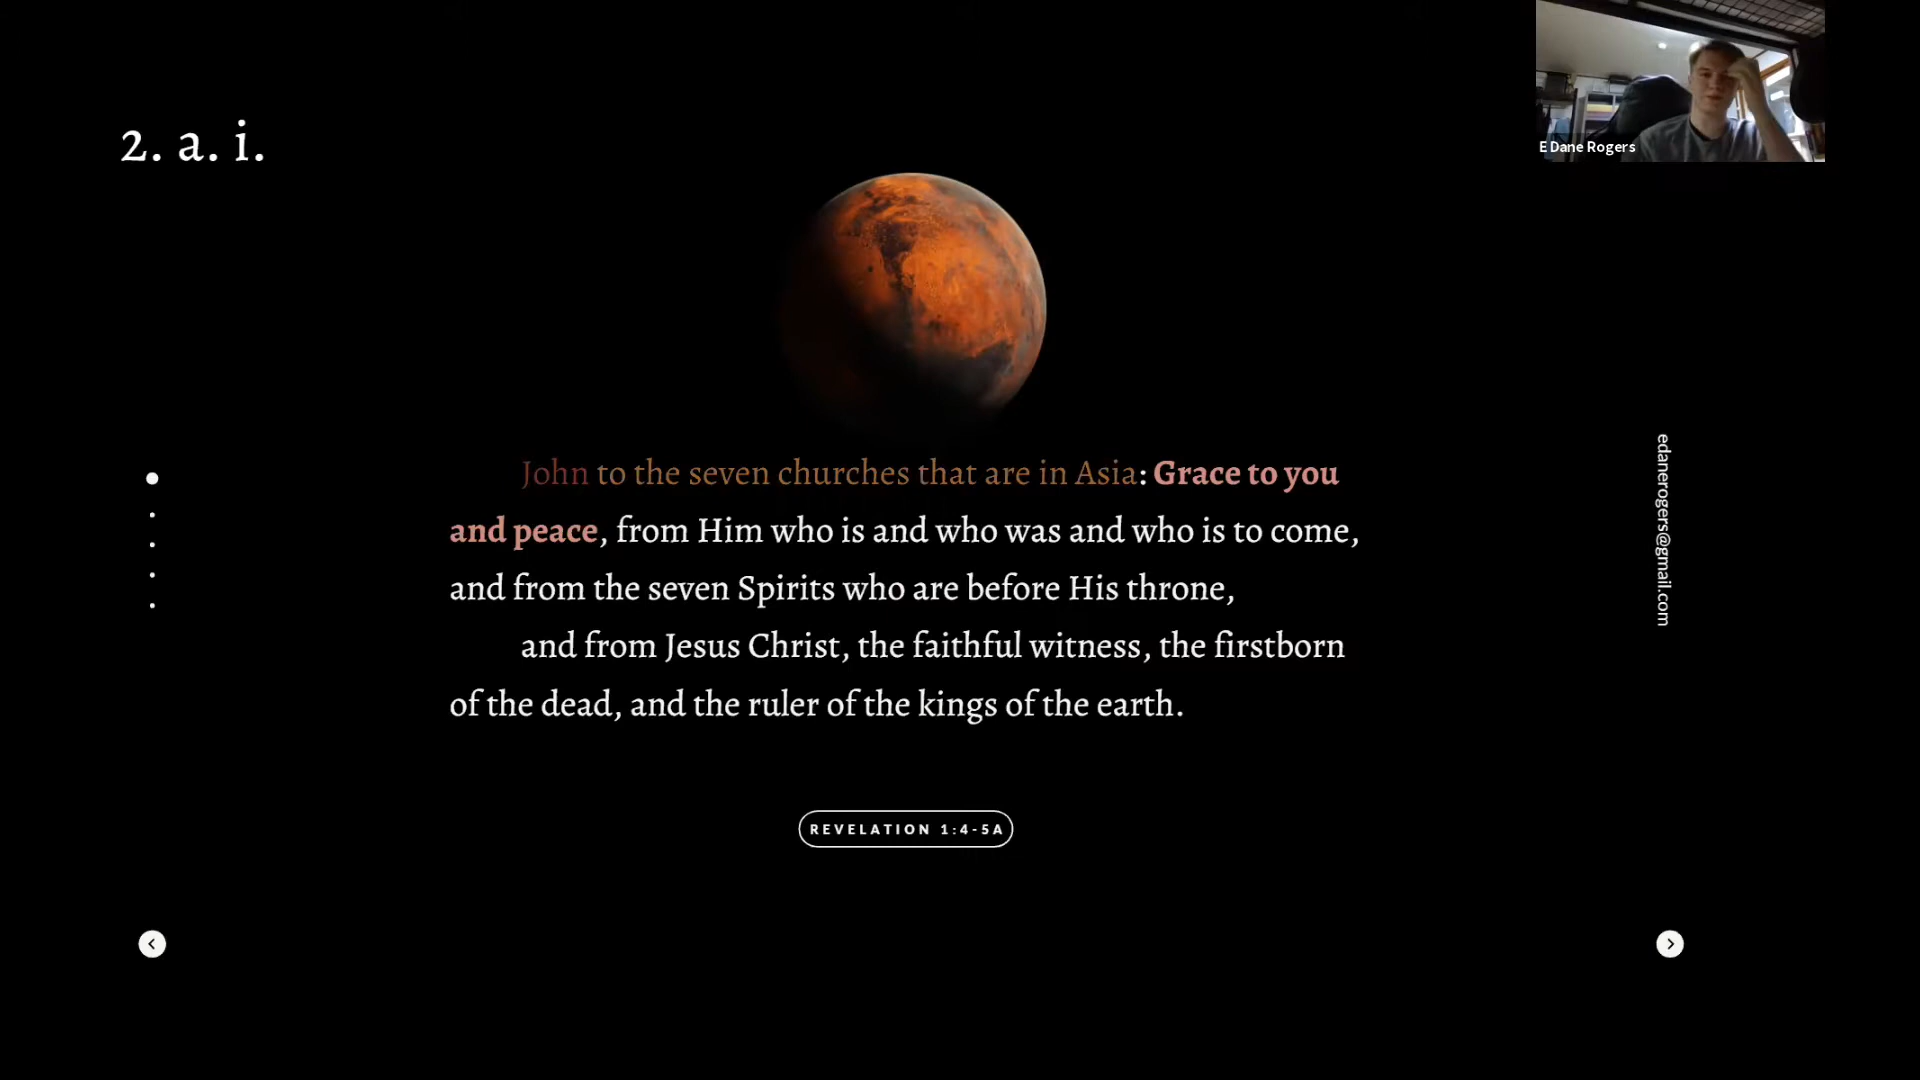 E Dane Rogers
2. a. i.
John to the seven churches that are in Asia: Grace to you
and peace, from Him who is and who was and who is to come,
and from the seven Spirits who are before His throne,
and from Jesus Christ, the faithful witness, the firstborn
of the dead, and the ruler of the kings of the earth.
edanerogers@gmail.com
REVELATION 1:4-5A